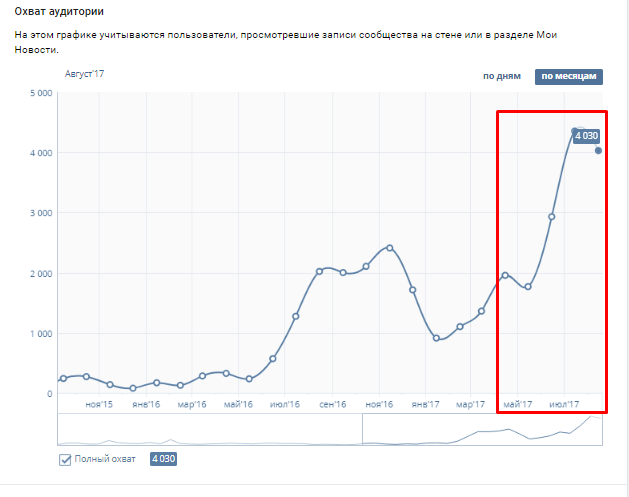 Охват аудитории
На этом графике учитываются пользователи, просмотревшие записи сообщества на стене или в разделе Мои
Новости.
Август'17
по дням
по месяцам
5 000
4 000
3 000
2 000
1 000
0
4 030
ноя'15
янв'16
мар'16
май'16
июл'16
сен'16
ноя'16
янв'17
мар'17
май'17
июл'17
Полный охват
4 030